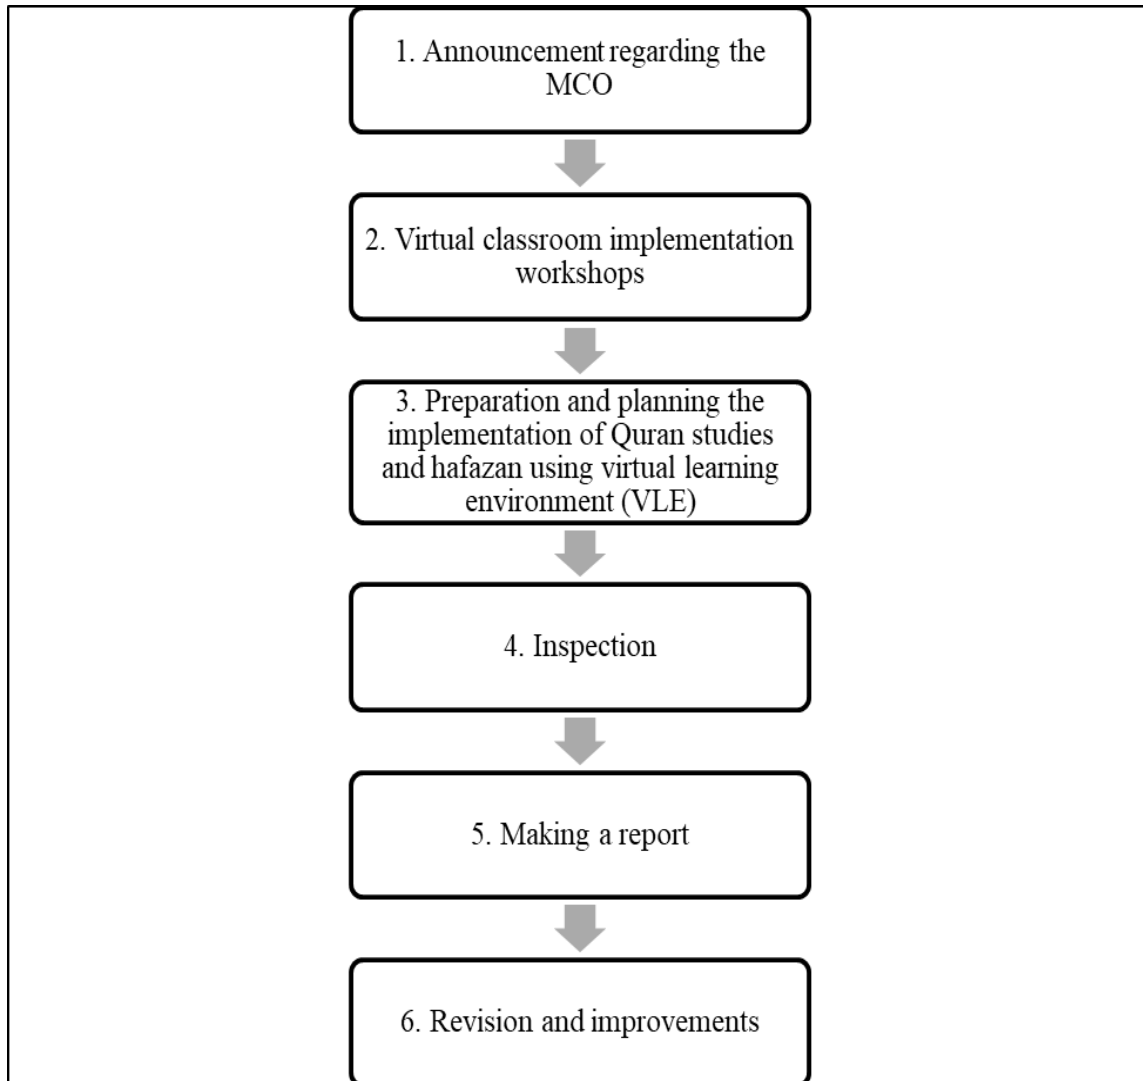 1. Announcement regarding the
MCO
2. Virtual classroom implementation
workshops
3. Preparation and planning the
implementation of Quran studies
and hafazan using virtual learning
environment (VLE)
4. Inspection
5. Making a report
6. Revision and improvements